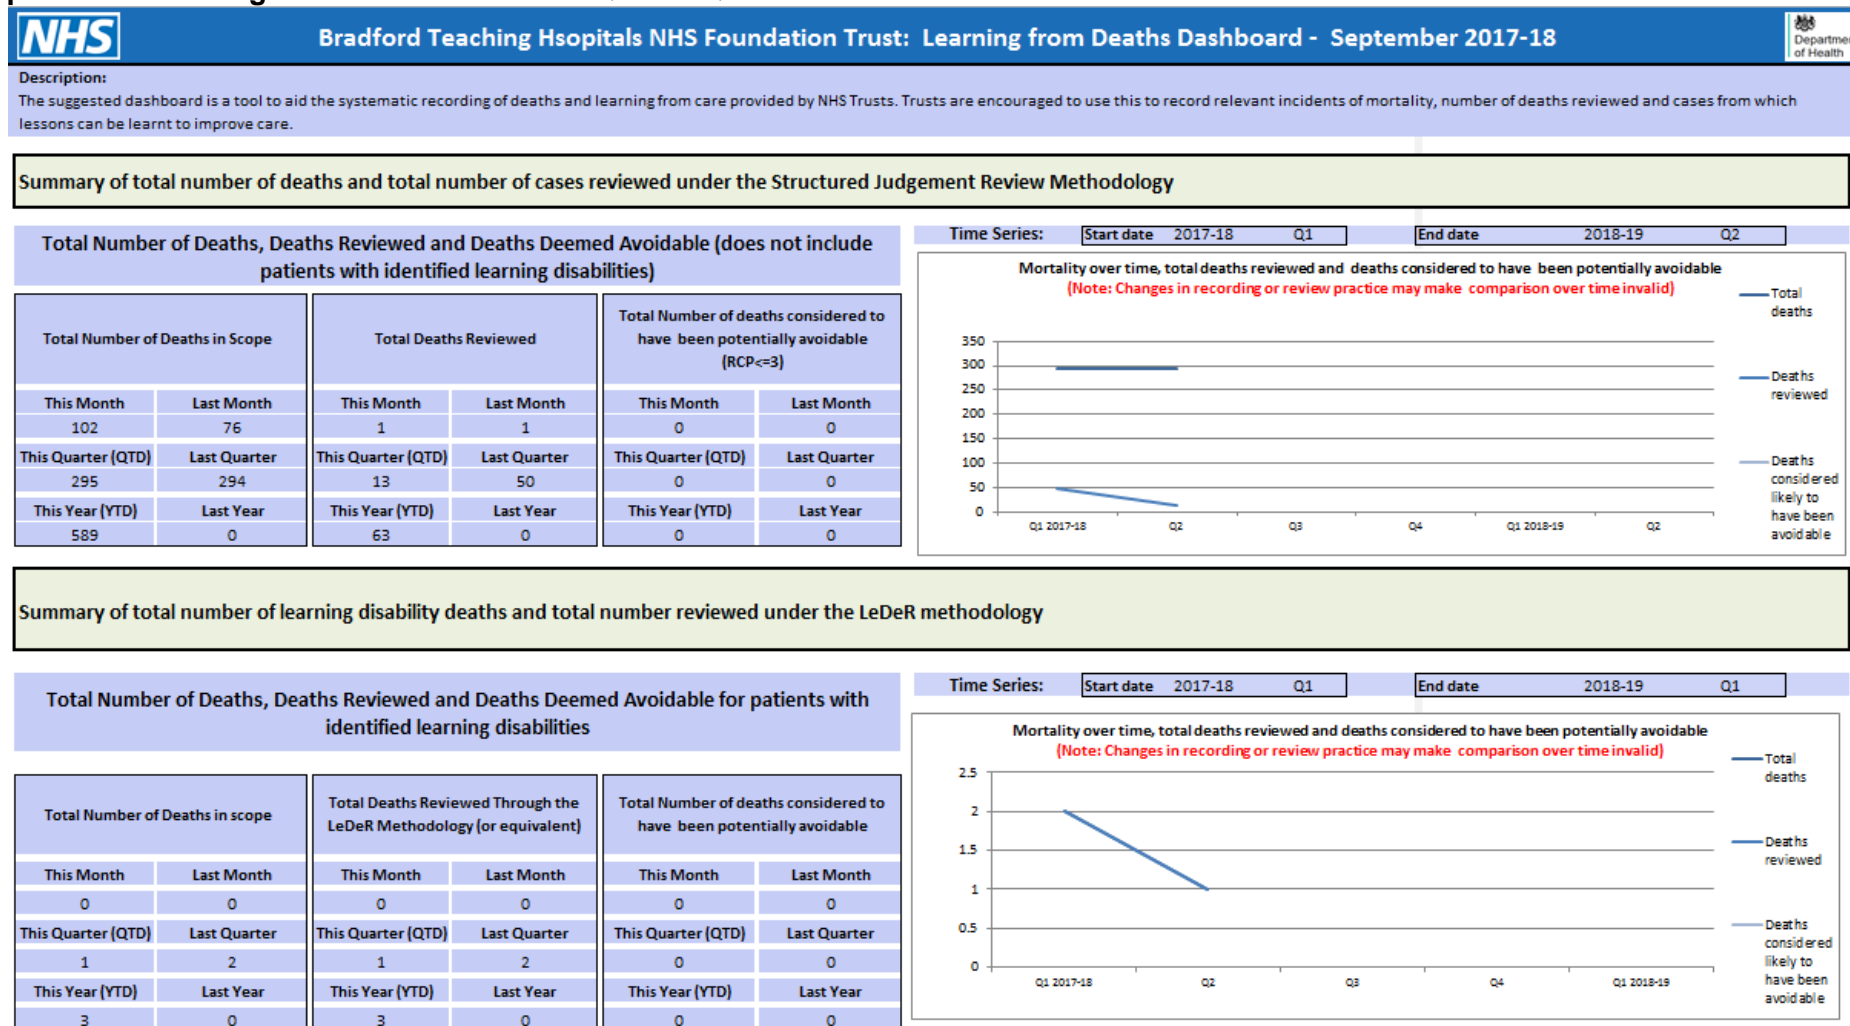 NHS
Bradford Teaching Hsopitals NHS Foundation Trust:  Learning from Deaths Dashboard -  September 2017-18
Department
of Health
Description:
The suggested dashboard is a tool to aid the systematic recording of deaths and learning from care provided by NHS Trusts. Trusts are encouraged to use this to record relevant incidents of mortality, number of deaths reviewed and cases from which
lessons can be learnt to improve care.
Summary of total number of deaths and total number of cases reviewed under the Structured Judgement Review Methodology
Total Number of Deaths, Deaths Reviewed and Deaths Deemed Avoidable (does not include
patients with identified learning disabilities)
Total Number of Deaths in Scope
Total Deaths Reviewed
Total Number of deaths considered to
have  been potentially avoidable
(RCP<=3)
This Month Last Month This Month Last Month This Month Last Month
102 76 1 1 0 0
This Quarter (QTD) Last Quarter This Quarter (QTD) Last Quarter This Quarter (QTD) Last Quarter
295 294 13 50 0 0
This Year (YTD) Last Year This Year (YTD) Last Year This Year (YTD) Last Year
589 0 63 0 0 0
Time Series: Start date 2017-18 Q1 End date 2018-19 Q2
Mortality over time, total deaths reviewed and  deaths considered to have  been potentially avoidable
(Note: Changes in recording or review practice may make  comparison over time invalid)
350
300
250
200
150
100
50
0
Q1 2017-18 Q2 Q3 Q4 Q1 2018-19 Q2
Total
deaths
Deaths
reviewed
Deaths
considered
likely to
have been
avoidable
Summary of total number of learning disability deaths and total number reviewed under the LeDeR methodology
Total Number of Deaths, Deaths Reviewed and Deaths Deemed Avoidable for patients with
identified learning disabilities
Total Number of Deaths in scope
Total Deaths Reviewed Through the
LeDeR Methodology (or equivalent)
Total Number of deaths considered to
have  been potentially avoidable
This Month Last Month This Month Last Month This Month Last Month
0 0 0 0 0 0
This Quarter (QTD) Last Quarter This Quarter (QTD) Last Quarter This Quarter (QTD) Last Quarter
1 2 1 2 0 0
This Year (YTD) Last Year This Year (YTD) Last Year This Year (YTD) Last Year
3 0 3 0 0 0
Time Series: Start date 2017-18 Q1 End date 2018-19 Q1
Mortality over time, total deaths reviewed and deaths considered to have been potentially avoidable
(Note: Changes in recording or review practice may make  comparison over time invalid)
2.5
2
1.5
1
0.5
0
Q1 2017-18 Q2 Q3 Q4 Q1 2018-19
Total
deaths
Deaths
reviewed
Deaths
considered
likely to
have been
avoidable